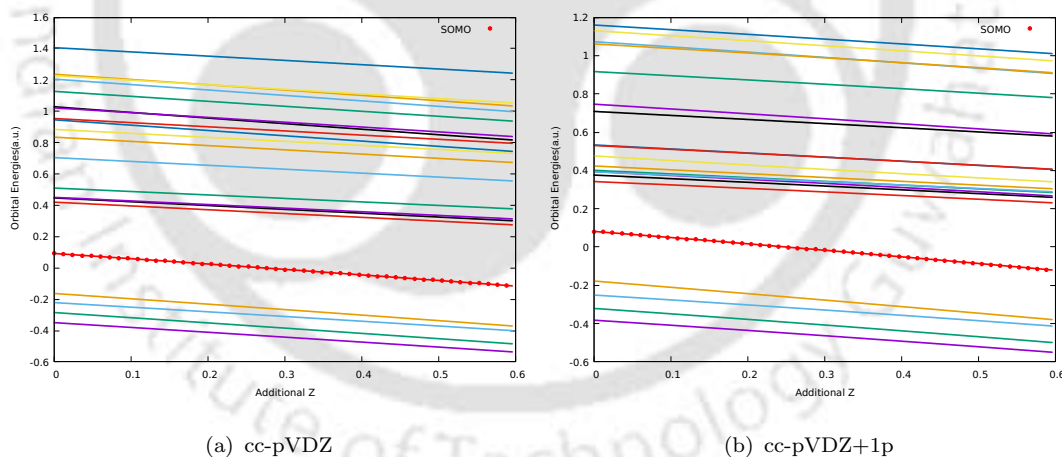 SOMO
1.6
1.4
1.2
1
0.8
0.6
0.4
0.2
0
-0.2
-0.4
-0.6
Orbital Energies(a.u.)
0 0.1 0.2 0.3 0.4 0.5 0.6
Additional Z
(a) cc-pVDZ
SOMO
1.2
1
0.8
0.6
0.4
0.2
0
-0.2
-0.4
-0.6
Orbital Energies(a.u.)
0 0.1 0.2 0.3 0.4 0.5 0.6
Additional Z
(b) cc-pVDZ+1p
Institute of Technology Guwahati